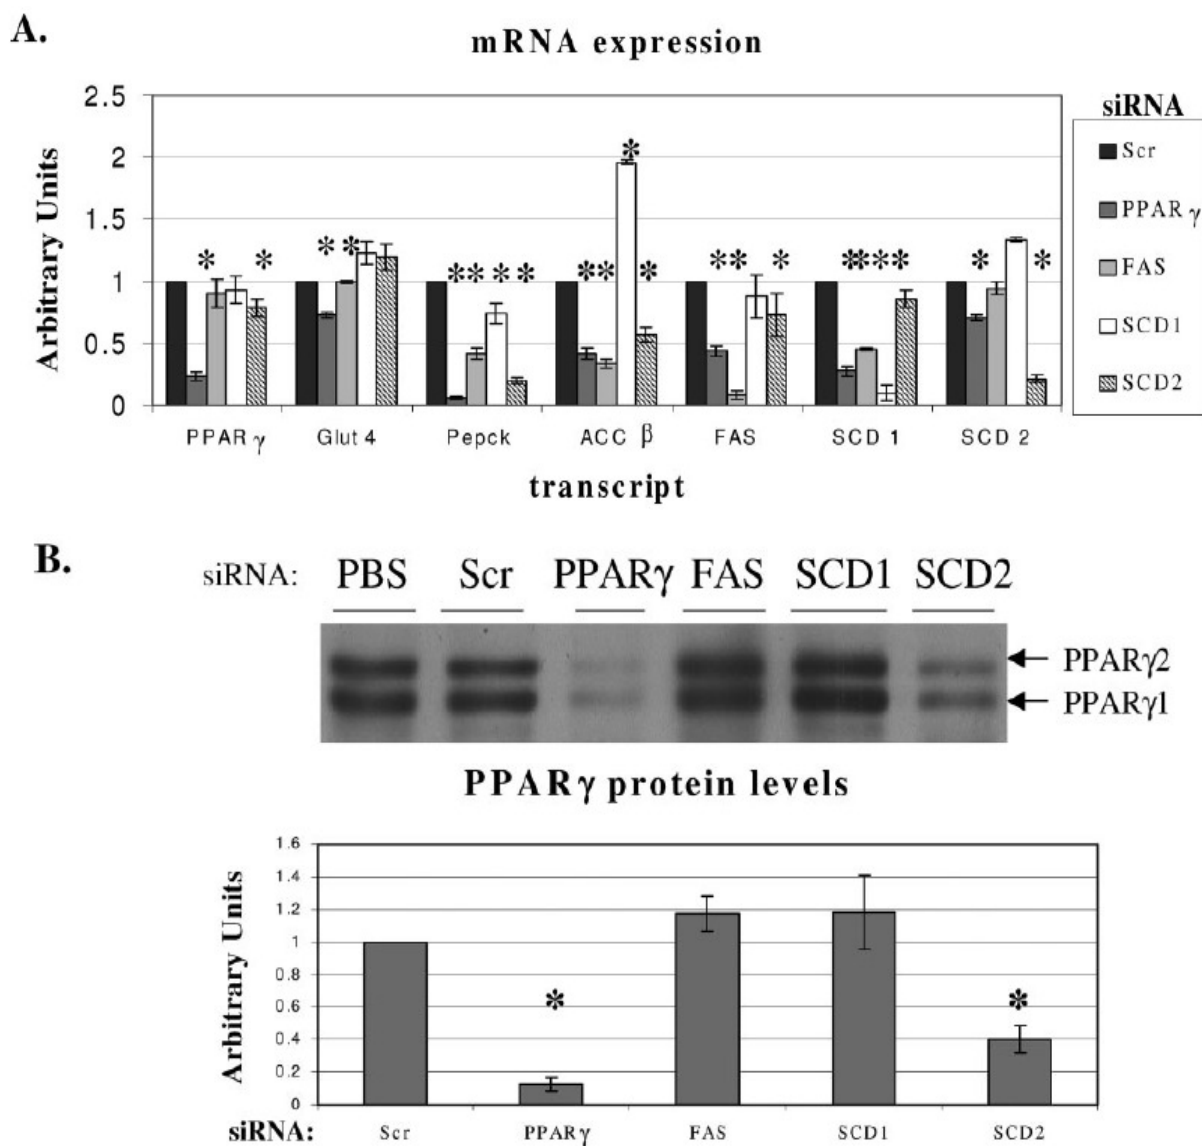 A.
mRNA expression
Arbitrary Units
2.5
2
1.5
1
0.5
0
* * * * * * * * * * * * * * * * * * * * *
PPAR γ Glut 4 Pepck ACC β FAS SCD 1 SCD 2
transcript
siRNA
Scr
PPAR γ
FAS
SCD1
SCD2
B.
siRNA: PBS Scr PPARγ FAS SCD1 SCD2
PPARγ2
PPARγ1
PPARγ protein levels
Arbitrary Units
1.6
1.4
1.2
1
0.8
0.6
0.4
0.2
0
* *
siRNA: Scr PPARγ FAS SCD1 SCD2